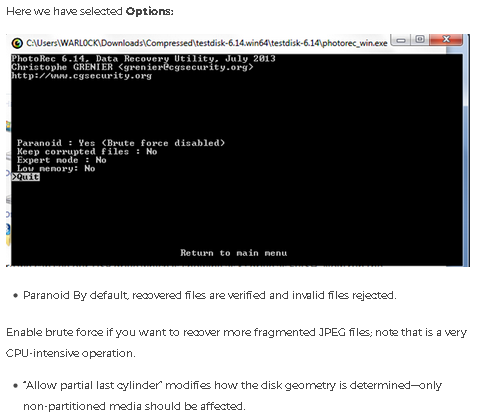 Here we have selected Options:
C:\Users\WARL0CK\Downloads\Compressed\testdisk-6.14.win64\testdisk-6.14\photorec_win.exe
PhotoRec 6.14, Data Recovery Utility, July 2013
Christophe GRENIER <grenier@cgsecurity.org>
http://www.cgsecurity.org
Paranoid : Yes (Brute force disabled)
Keep corrupted files : No
Expert mode : No
Low memory: No
>Quit
Return to main menu
• Paranoid By default, recovered files are verified and invalid files rejected.
Enable brute force if you want to recover more fragmented JPEG files; note that is a very
CPU-intensive operation.
• “Allow partial last cylinder” modifies how the disk geometry is determined—only
non-partitioned media should be affected.